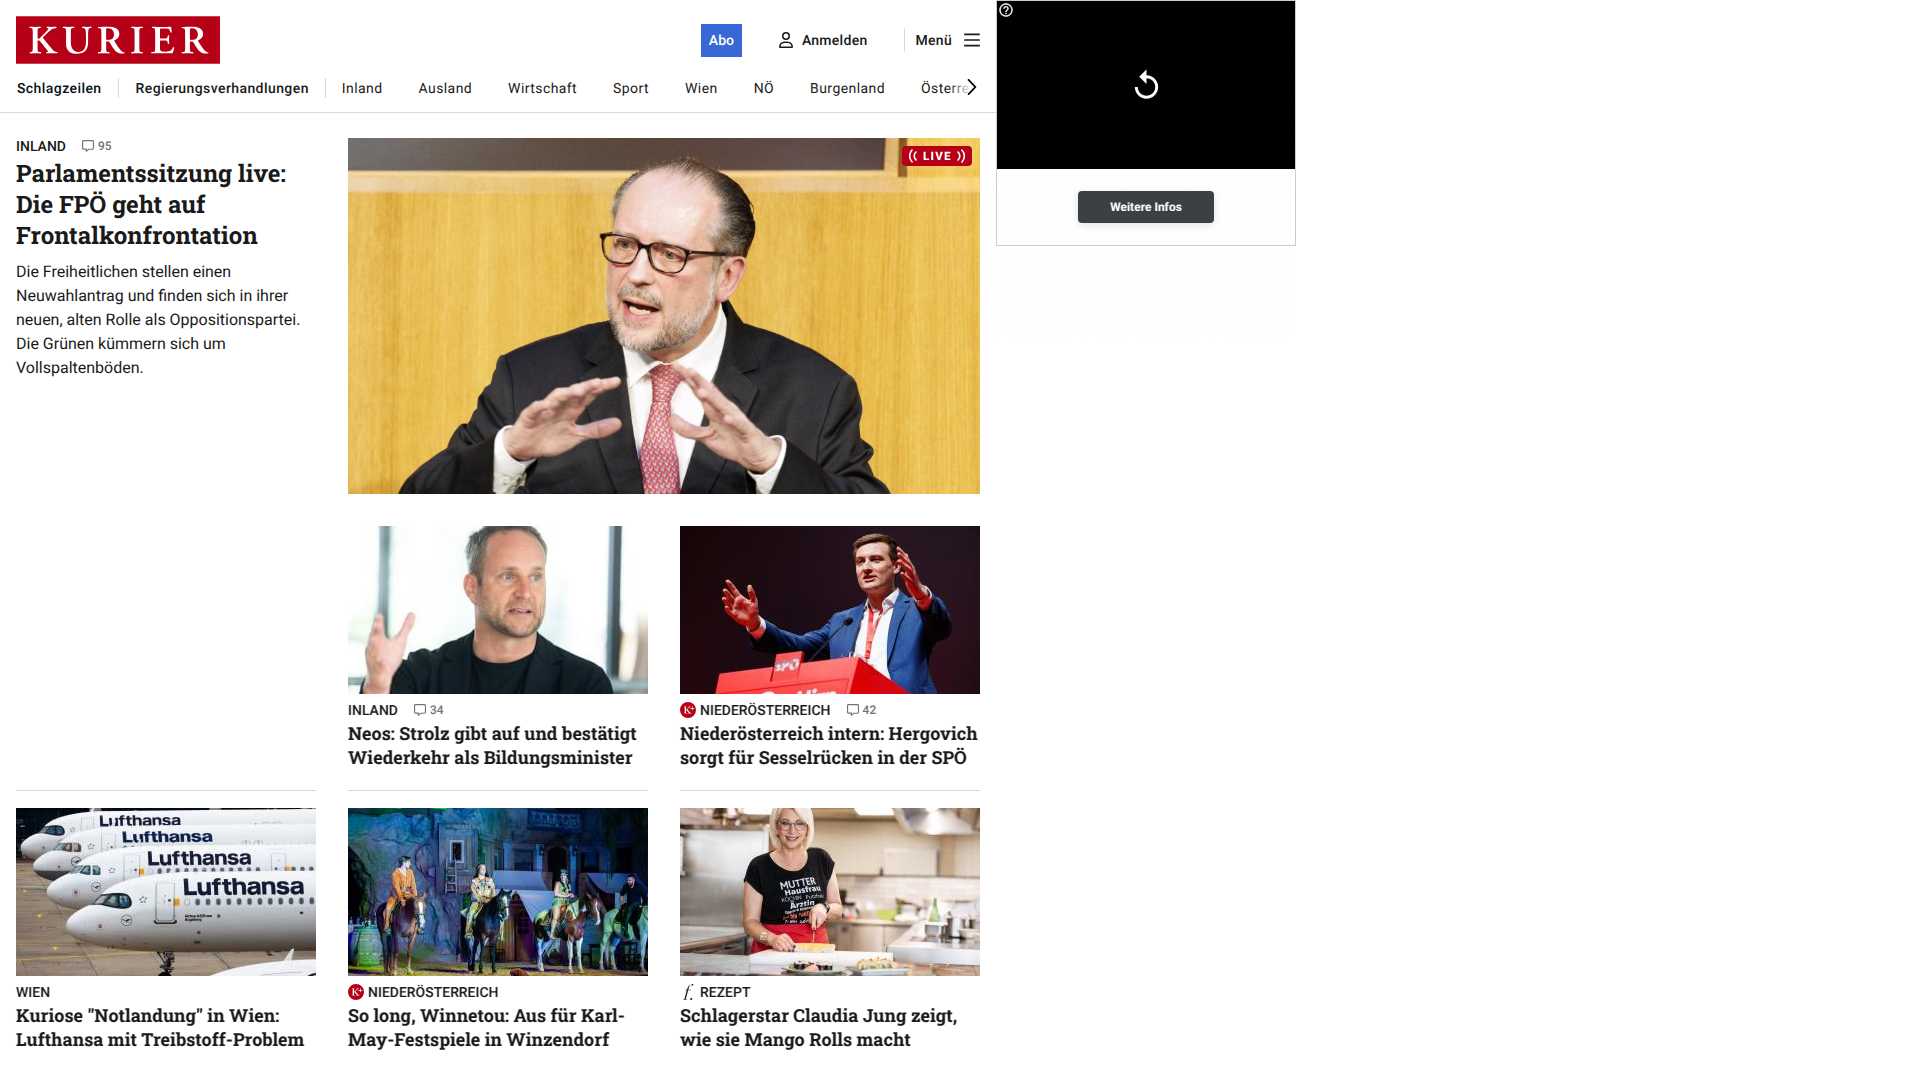 KURIER
Abo
Anmelden
Menü
Schlagzeilen
Regierungsverhandlungen
Inland
Ausland
Wirtschaft
Sport
Wien
NÖ
Burgenland
INLAND 95
Parlamentssitzung live:
Die FPÖ geht auf
Frontalkonfrontation
Die Freiheitlichen stellen einen
Neuwahlantrag und finden sich in ihrer
neuen, alten Rolle als Oppositionspartei.
Die Grünen kümmern sich um
Vollspaltenböden.
LIVE
Weitere Infos
INLAND 34
Neos: Strolz gibt auf und bestätigt
Wiederkehr als Bildungsminister
SPÖ
K+ NIEDERÖSTERREICH 42
Niederösterreich intern: Hergovich
sorgt für Sesselrücken in der SPÖ
Lufthansa
Lufthansa
Lufthansa
Lufthansa
WIEN
Kuriose "Notlandung" in Wien:
Lufthansa mit Treibstoff-Problem
K+ NIEDERÖSTERREICH
So long, Winnetou: Aus für Karl-
May-Festspiele in Winzendorf
MUTTER
Hausfrau
KÖCHIN
Ärztin
f. REZEPT
Schlagerstar Claudia Jung zeigt,
wie sie Mango Rolls macht